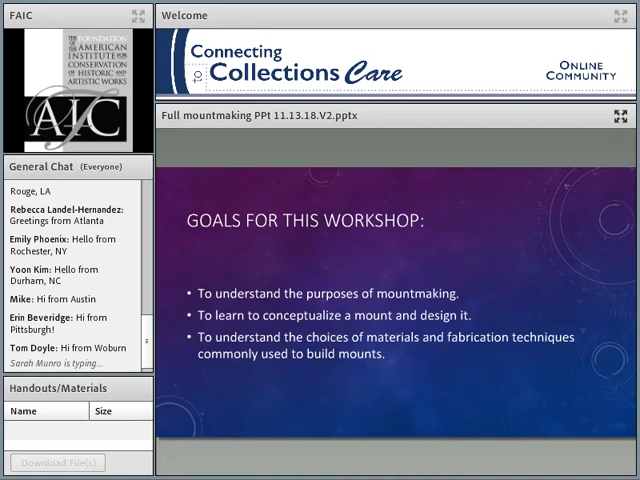 FAIC
THE FOUNDATION
OF THE AMERICAN
INSTITUTE FOR
CONSERVATION
OF HISTORIC AND
ARTISTIC WORKS
FAIC
General Chat (Everyone)
Rouge, LA
Rebecca Landel-Hernandez:
Greetings from Atlanta
Emily Phoenix: Hello from
Rochester, NY
Yoon Kim: Hello from
Durham, NC
Mike: Hi from Austin
Erin Beveridge: Hi from
Pittsburgh!
Tom Doyle: Hi from Woburn
Sarah Munro is typing...
Handouts/Materials
Name Size
Download File(s)
Welcome
Connecting
to Collections Care
ONLINE
COMMUNITY
Full mountmaking PPt 11.13.18.V2.pptx
GOALS FOR THIS WORKSHOP:
• To understand the purposes of mountmaking.
• To learn to conceptualize a mount and design it.
• To understand the choices of materials and fabrication techniques
commonly used to build mounts.